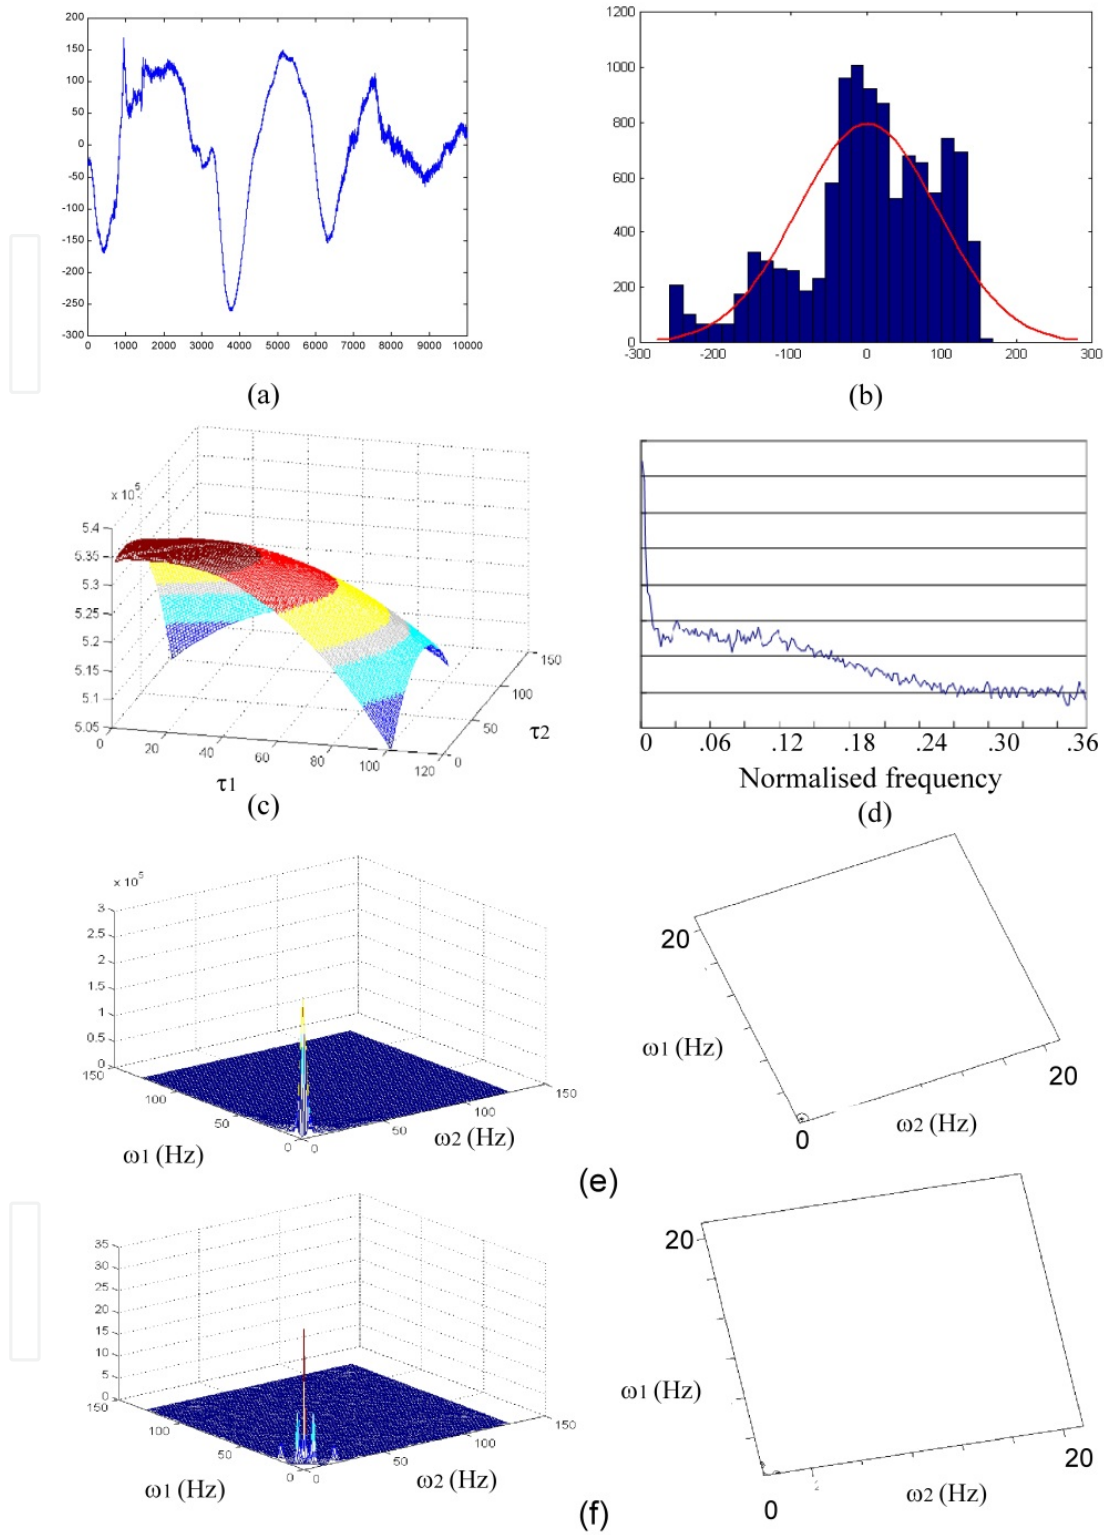 200
150
100
50
0
-50
-100
-150
-200
-250
-300
0 1000 2000 3000 4000 5000 6000 7000 8000 9000 10000
(a)
1200
1000
800
600
400
200
0
-300 -200 -100 0 100 200 300
(b)
x 10^5
5.4
5.35
5.3
5.25
5.2
5.15
5.1
5.05
0 20 40 60 80 100 120
0 50 100 150
τ1
τ2
(c)
0 .06 .12 .18 .24 .30 .36
Normalised frequency
(d)
x 10^5
3
2.5
2
1.5
1
0.5
0
150 100 50 0
0 50 100 150
ω1 (Hz)
ω2 (Hz)
20
ω1 (Hz)
0
20
ω2 (Hz)
(e)
35
30
25
20
15
10
5
0
150 100 50 0
0 50 100 150
ω1 (Hz)
ω2 (Hz)
20
ω1 (Hz)
0
20
ω2 (Hz)
(f)